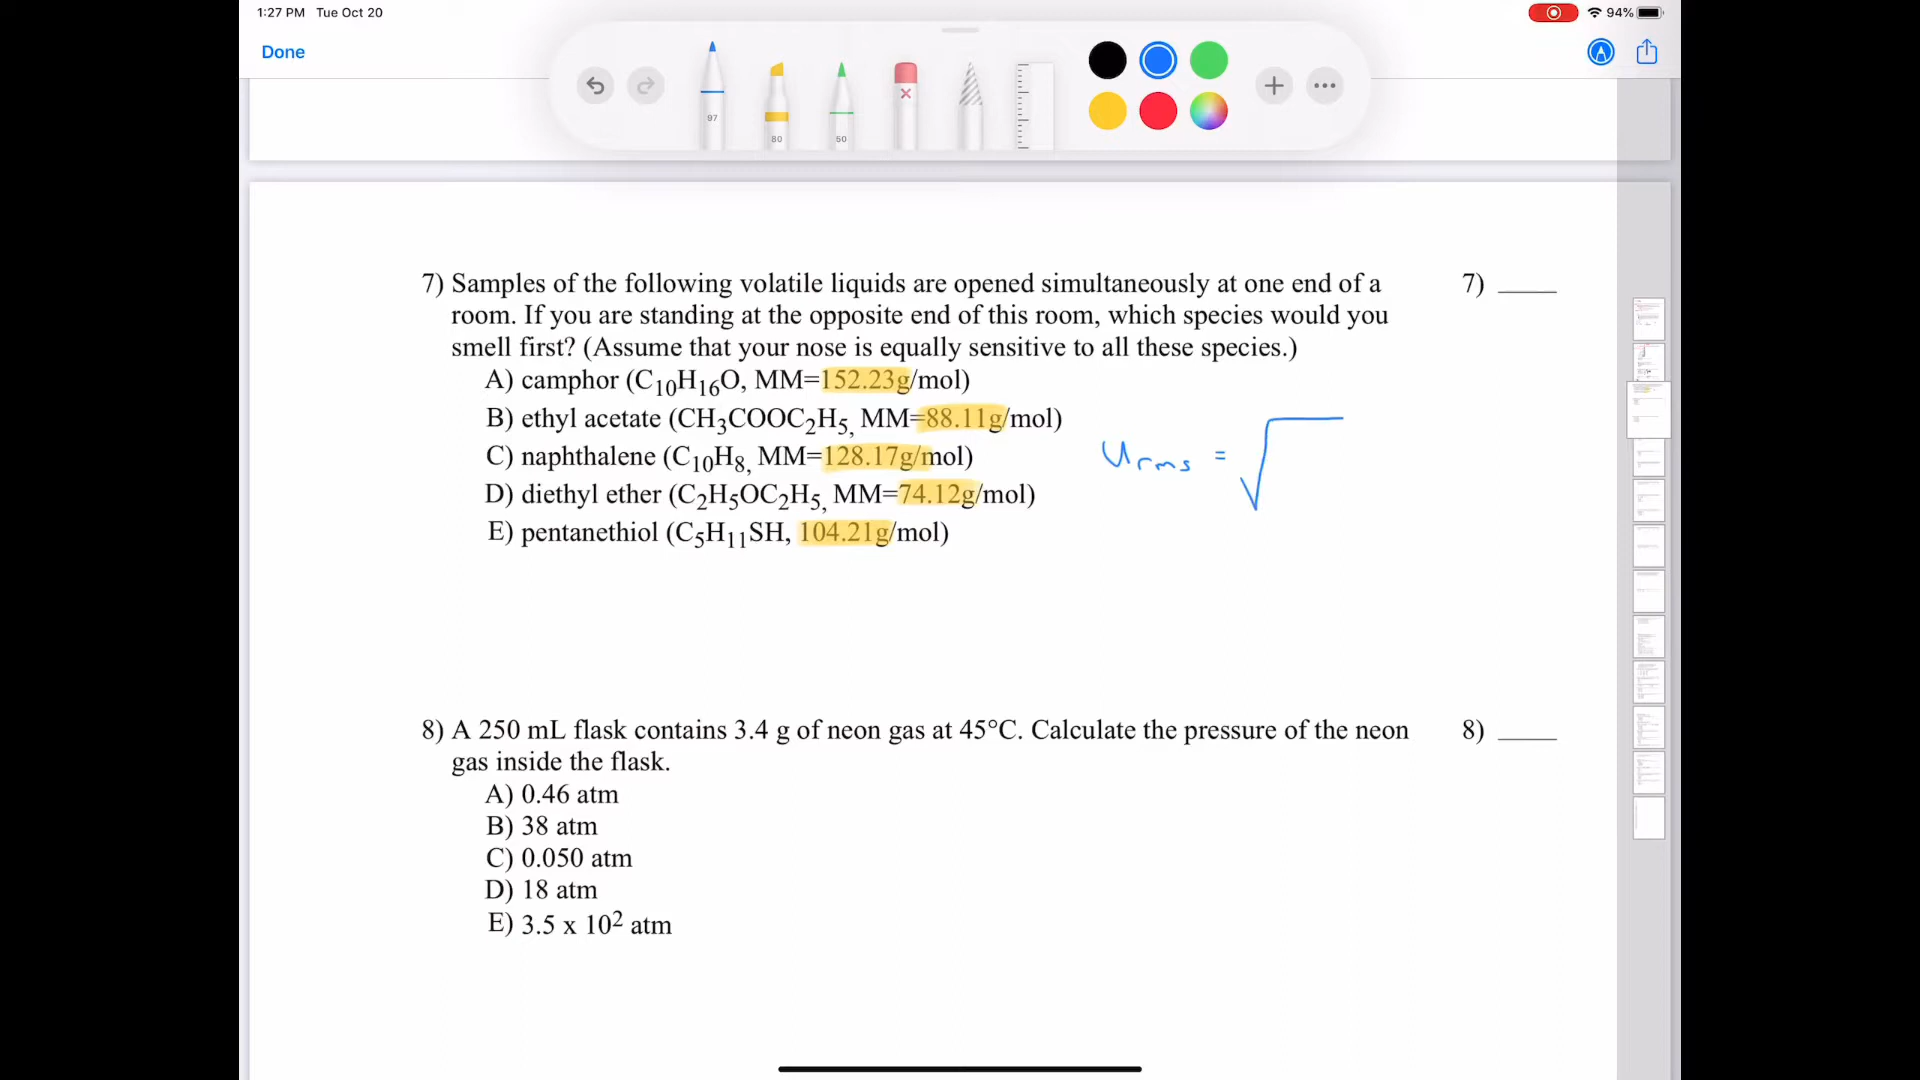 1:27 PM Tue Oct 20
94%
Done
97
80
50
7) Samples of the following volatile liquids are opened simultaneously at one end of a
room. If you are standing at the opposite end of this room, which species would you
smell first? (Assume that your nose is equally sensitive to all these species.)
7) ____
A) camphor (C₁₀H₁₆O, MM=152.23g/mol)
B) ethyl acetate (CH₃COOC₂H₅, MM=88.11g/mol)
C) naphthalene (C₁₀H₈, MM=128.17g/mol)
D) diethyl ether (C₂H₅OC₂H₅, MM=74.12g/mol)
E) pentanethiol (C₅H₁₁SH, 104.21g/mol)
Urms = √
8) A 250 mL flask contains 3.4 g of neon gas at 45°C. Calculate the pressure of the neon
gas inside the flask.
8) ____
A) 0.46 atm
B) 38 atm
C) 0.050 atm
D) 18 atm
E) 3.5 x 10² atm